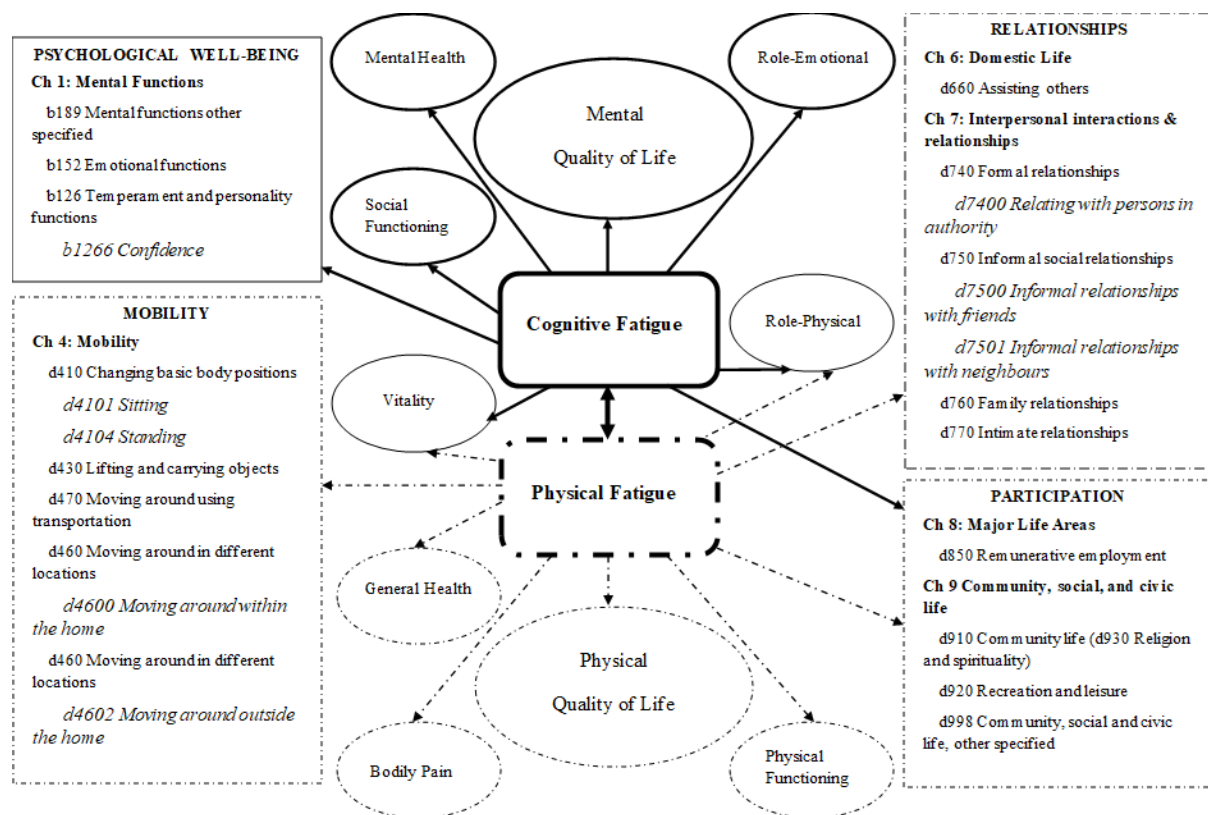 PSYCHOLOGICAL WELL-BEING
Ch 1: Mental Functions
b189 Mental functions other
specified
b152 Emotional functions
b126 Temperament and personality
functions
b1266 Confidence
MOBILITY
Ch 4: Mobility
d410 Changing basic body positions
d4101 Sitting
d4104 Standing
d430 Lifting and carrying objects
d470 Moving around using
transportation
d460 Moving around in different
locations
d4600 Moving around within
the home
d460 Moving around in different
locations
d4602 Moving around outside
the home
Mental Health
Mental
Quality of Life
Role-Emotional
Social
Functioning
Cognitive Fatigue
Role-Physical
Vitality
Physical Fatigue
General Health
Physical
Quality of Life
Bodily Pain
Physical
Functioning
RELATIONSHIPS
Ch 6: Domestic Life
d660 Assisting others
Ch 7: Interpersonal interactions &
relationships
d740 Formal relationships
d7400 Relating with persons in
authority
d750 Informal social relationships
d7500 Informal relationships
with friends
d7501 Informal relationships
with neighbours
d760 Family relationships
d770 Intimate relationships
PARTICIPATION
Ch 8: Major Life Areas
d850 Remunerative employment
Ch 9 Community, social, and civic
life
d910 Community life (d930 Religion
and spirituality)
d920 Recreation and leisure
d998 Community, social and civic
life, other specified